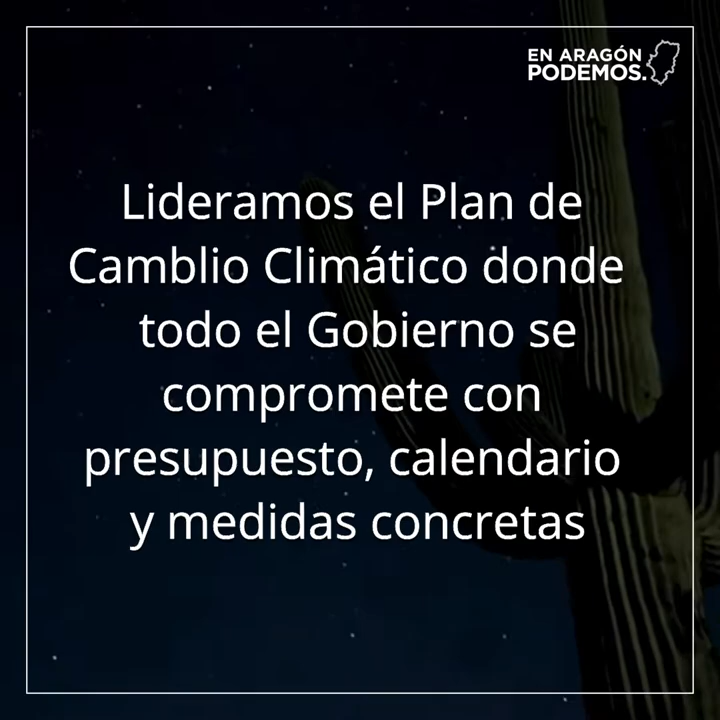 EN ARAGÓN
PODEMOS.
Lideramos el Plan de
Camblio Climático donde
todo el Gobierno se
compromete con
presupuesto, calendario
y medidas concretas